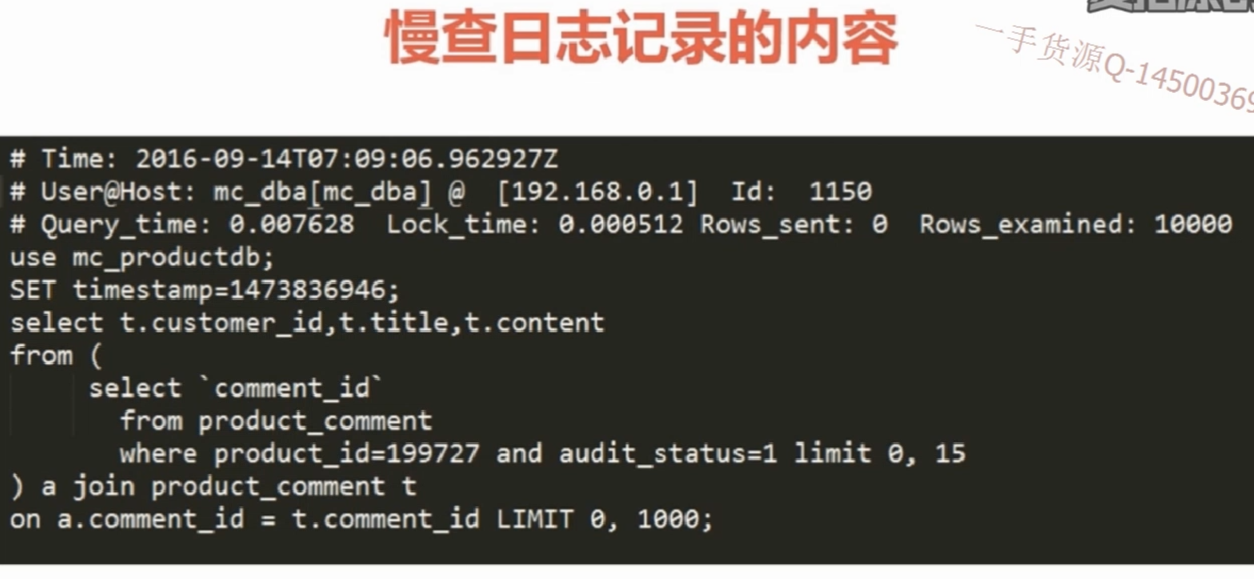 慢查日志记录的内容
一手货源Q-1450036
# Time: 2016-09-14T07:09:06.962927Z
# User@Host: mc_dba[mc_dba] @  [192.168.0.1]  Id:  1150
# Query_time: 0.007628  Lock_time: 0.000512 Rows_sent: 0  Rows_examined: 10000
use mc_productdb;
SET timestamp=1473836946;
select t.customer_id,t.title,t.content
from (
     select `comment_id`
       from product_comment
       where product_id=199727 and audit_status=1 limit 0, 15
) a join product_comment t
on a.comment_id = t.comment_id LIMIT 0, 1000;